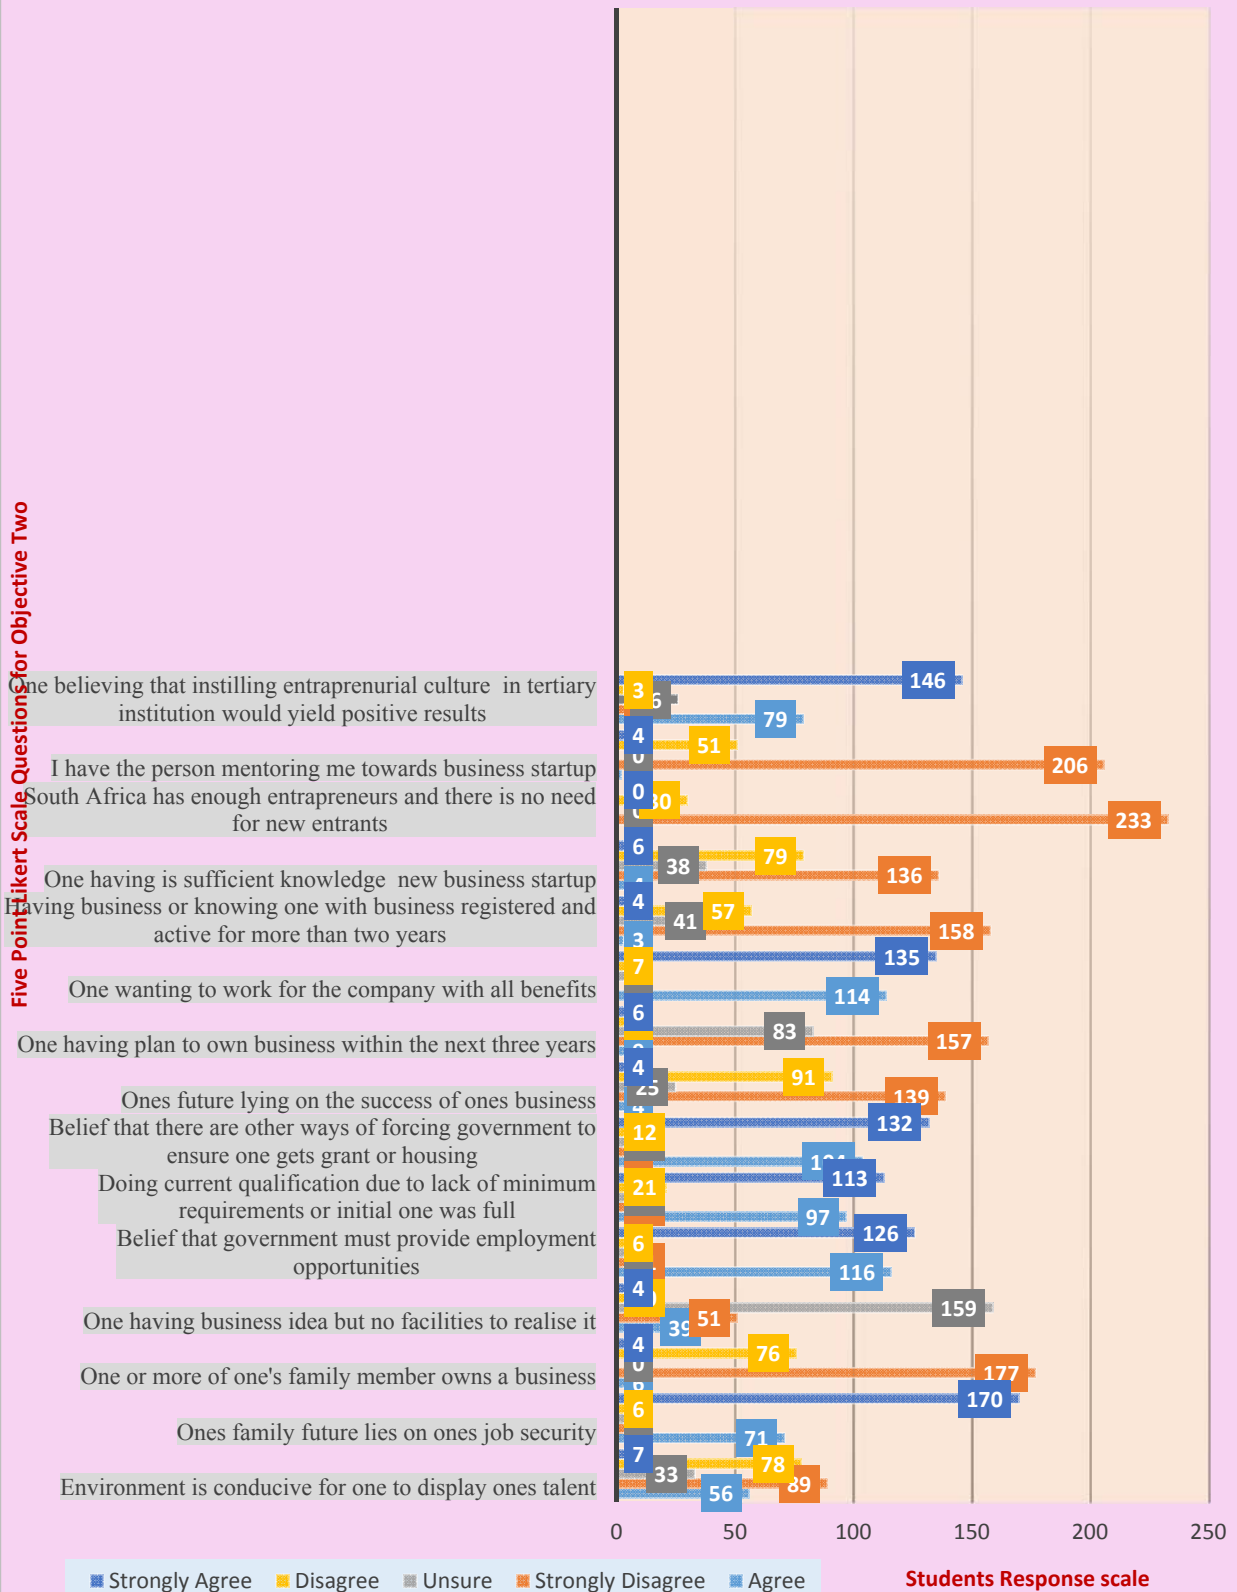 Five Point Likert Scale Questions for Objective Two
One believing that instilling entraprenurial culture in tertiary
institution would yield positive results
146
3
79
I have the person mentoring me towards business startup
4
51
0
206
South Africa has enough entrepreneurs and there is no need
for new entrants
0
30
233
One having is sufficient knowledge new business startup
6
79
38
136
Having business or knowing one with business registered and
active for more than two years
4
57
41
158
3
One wanting to work for the company with all benefits
135
7
114
One having plan to own business within the next three years
6
83
157
Ones future lying on the success of ones business
4
91
25
139
4
Belief that there are other ways of forcing government to
ensure one gets grant or housing
132
12
Doing current qualification due to lack of minimum
requirements or initial one was full
113
21
97
Belief that government must provide employment
opportunities
126
6
116
One having business idea but no facilities to realise it
4
159
51
39
One or more of one's family member owns a business
4
76
0
177
6
Ones family future lies on ones job security
170
6
71
Environment is conducive for one to display ones talent
7
78
33
89
56
0 50 100 150 200 250
Strongly Agree Disagree Unsure Strongly Disagree Agree
Students Response scale